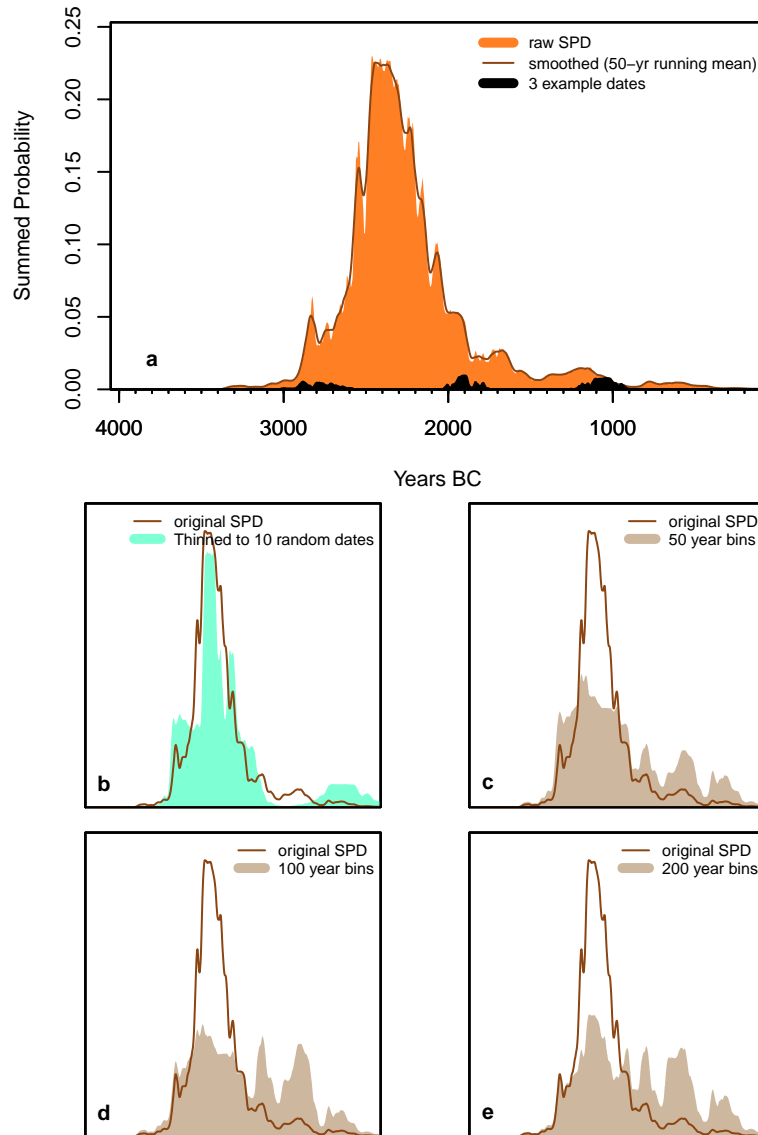 0.25
0.20
0.15
0.10
0.05
0.00
Summed Probability
raw SPD
smoothed (50−yr running mean)
3 example dates
a
4000 3000 2000 1000
Years BC
original SPD
Thinned to 10 random dates
b
original SPD
50 year bins
c
original SPD
100 year bins
d
original SPD
200 year bins
e